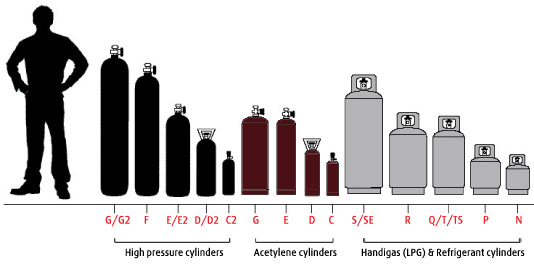 G/G2 F E/E2 D/D2 C2 G E D C S/SE R Q/T/TS P N
High pressure cylinders Acetylene cylinders Handigas (LPG) & Refrigerant cylinders